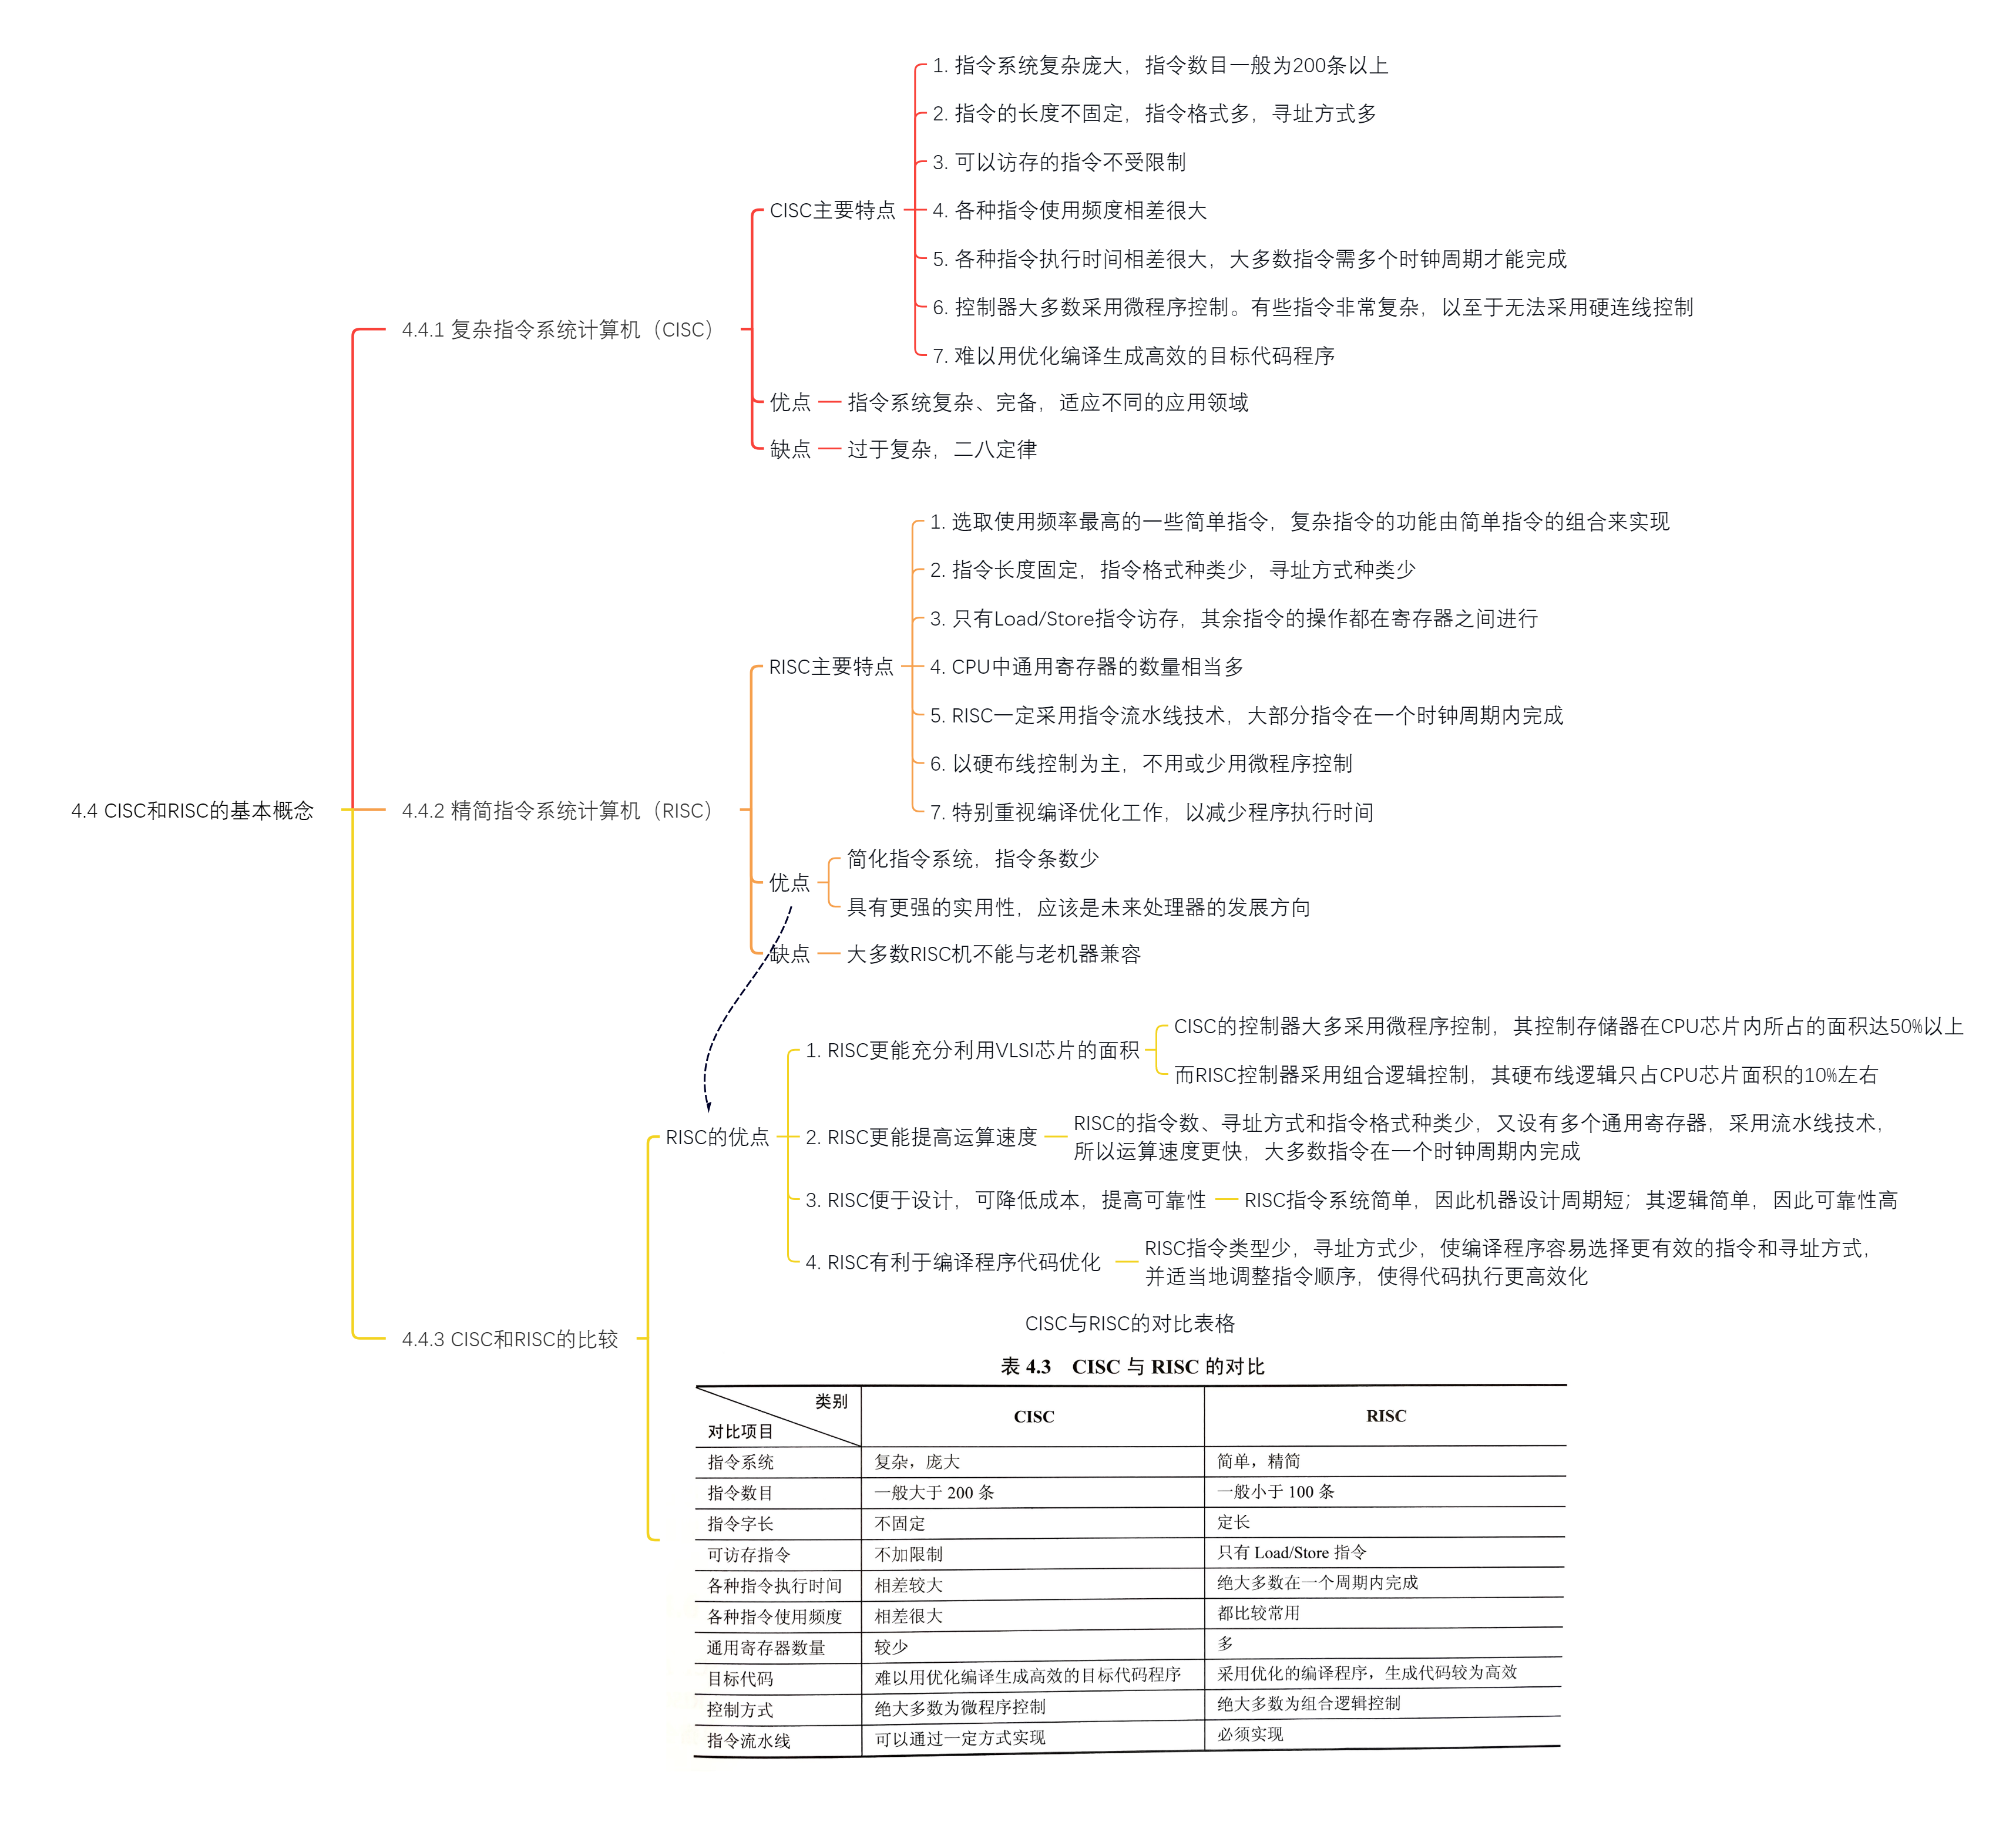 4.4 CISC和RISC的基本概念
4.4.1 复杂指令系统计算机（CISC）
CISC主要特点
1. 指令系统复杂庞大，指令数目一般为200条以上
2. 指令的长度不固定，指令格式多，寻址方式多
3. 可以访存的指令不受限制
4. 各种指令使用频度相差很大
5. 各种指令执行时间相差很大，大多数指令需多个时钟周期才能完成
6. 控制器大多数采用微程序控制。有些指令非常复杂，以至于无法采用硬连线控制
7. 难以用优化编译生成高效的目标代码程序
优点
指令系统复杂、完备，适应不同的应用领域
缺点
过于复杂，二八定律
4.4.2 精简指令系统计算机（RISC）
RISC主要特点
1. 选取使用频率最高的一些简单指令，复杂指令的功能由简单指令的组合来实现
2. 指令长度固定，指令格式种类少，寻址方式种类少
3. 只有Load/Store指令访存，其余指令的操作都在寄存器之间进行
4. CPU中通用寄存器的数量相当多
5. RISC一定采用指令流水线技术，大部分指令在一个时钟周期内完成
6. 以硬布线控制为主，不用或少用微程序控制
7. 特别重视编译优化工作，以减少程序执行时间
优点
简化指令系统，指令条数少
具有更强的实用性，应该是未来处理器的发展方向
缺点
大多数RISC机不能与老机器兼容
4.4.3 CISC和RISC的比较
RISC的优点
1. RISC更能充分利用VLSI芯片的面积
CISC的控制器大多采用微程序控制，其控制存储器在CPU芯片内所占的面积达50%以上
而RISC控制器采用组合逻辑控制，其硬布线逻辑只占CPU芯片面积的10%左右
2. RISC更能提高运算速度
RISC的指令数、寻址方式和指令格式种类少，又设有多个通用寄存器，采用流水线技术，
所以运算速度更快，大多数指令在一个时钟周期内完成
3. RISC便于设计，可降低成本，提高可靠性
RISC指令系统简单，因此机器设计周期短；其逻辑简单，因此可靠性高
4. RISC有利于编译程序代码优化
RISC指令类型少，寻址方式少，使编译程序容易选择更有效的指令和寻址方式，
并适当地调整指令顺序，使得代码执行更高效化
CISC与RISC的对比表格
表 4.3 CISC 与 RISC 的对比
类别
对比项目
CISC
RISC
指令系统 复杂，庞大 简单，精简
指令数目 一般大于 200 条 一般小于 100 条
指令字长 不固定 定长
可访存指令 不加限制 只有 Load/Store 指令
各种指令执行时间 相差较大 绝大多数在一个周期内完成
各种指令使用频度 相差很大 都比较常用
通用寄存器数量 较少 多
目标代码 难以用优化编译生成高效的目标代码程序 采用优化的编译程序，生成代码较为高效
控制方式 绝大多数为微程序控制 绝大多数为组合逻辑控制
指令流水线 可以通过一定方式实现 必须实现